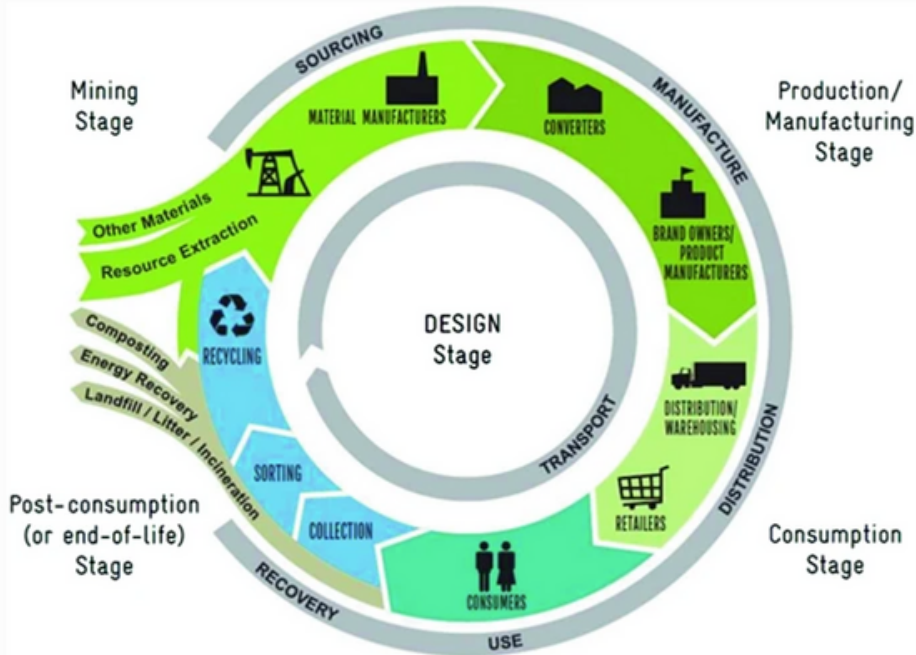 SOURCING
Mining
Stage
MATERIAL MANUFACTURERS
CONVERTERS
MANUFACTURE
Production/
Manufacturing
Stage
Other Materials
Resource Extraction
BRAND OWNERS/
PRODUCT
MANUFACTURERS
Composting
Energy Recovery
Landfill / Litter / Incineration
RECYCLING
DESIGN
Stage
DISTRIBUTION/
WAREHOUSING
TRANSPORT
DISTRIBUTION
SORTING
COLLECTION
RETAILERS
Post-consumption
(or end-of-life)
Stage
Consumption
Stage
RECOVERY
CONSUMERS
USE